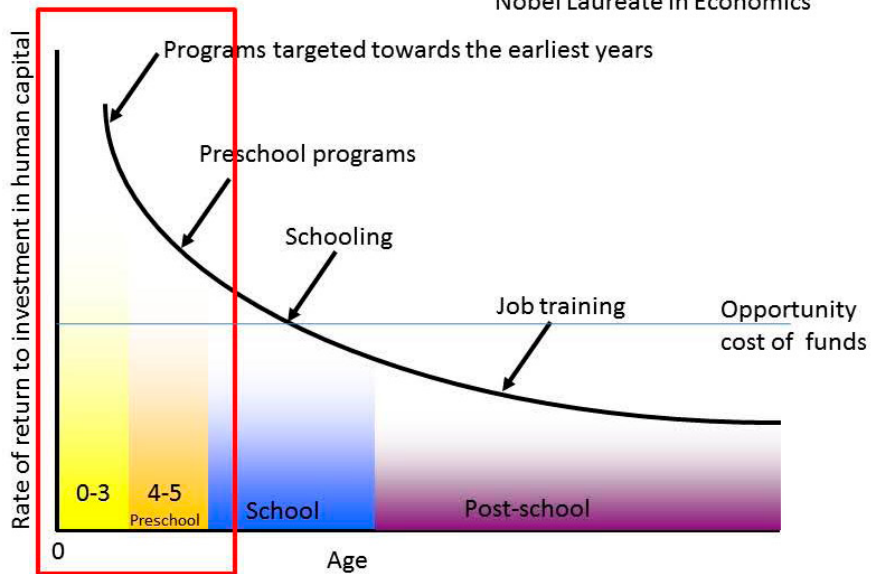 Nobel Laureate in Economics
Programs targeted towards the earliest years
Preschool programs
Schooling
Job training
Opportunity
cost of funds
Rate of return to investment in human capital
0-3
4-5
Preschool
School
Post-school
0
Age